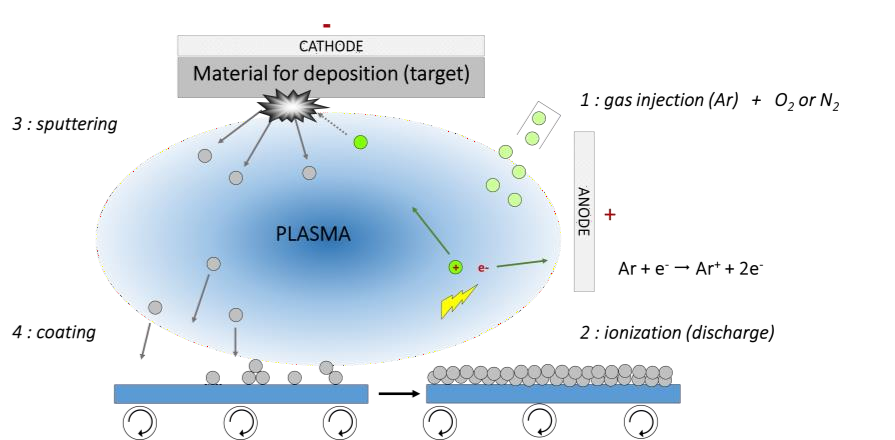 -
CATHODE
Material for deposition (target)
1 : gas injection (Ar) + O₂ or N₂
3 : sputtering
ANODE
+
PLASMA
+ e-
Ar + e⁻ → Ar⁺ + 2e⁻
4 : coating
2 : ionization (discharge)